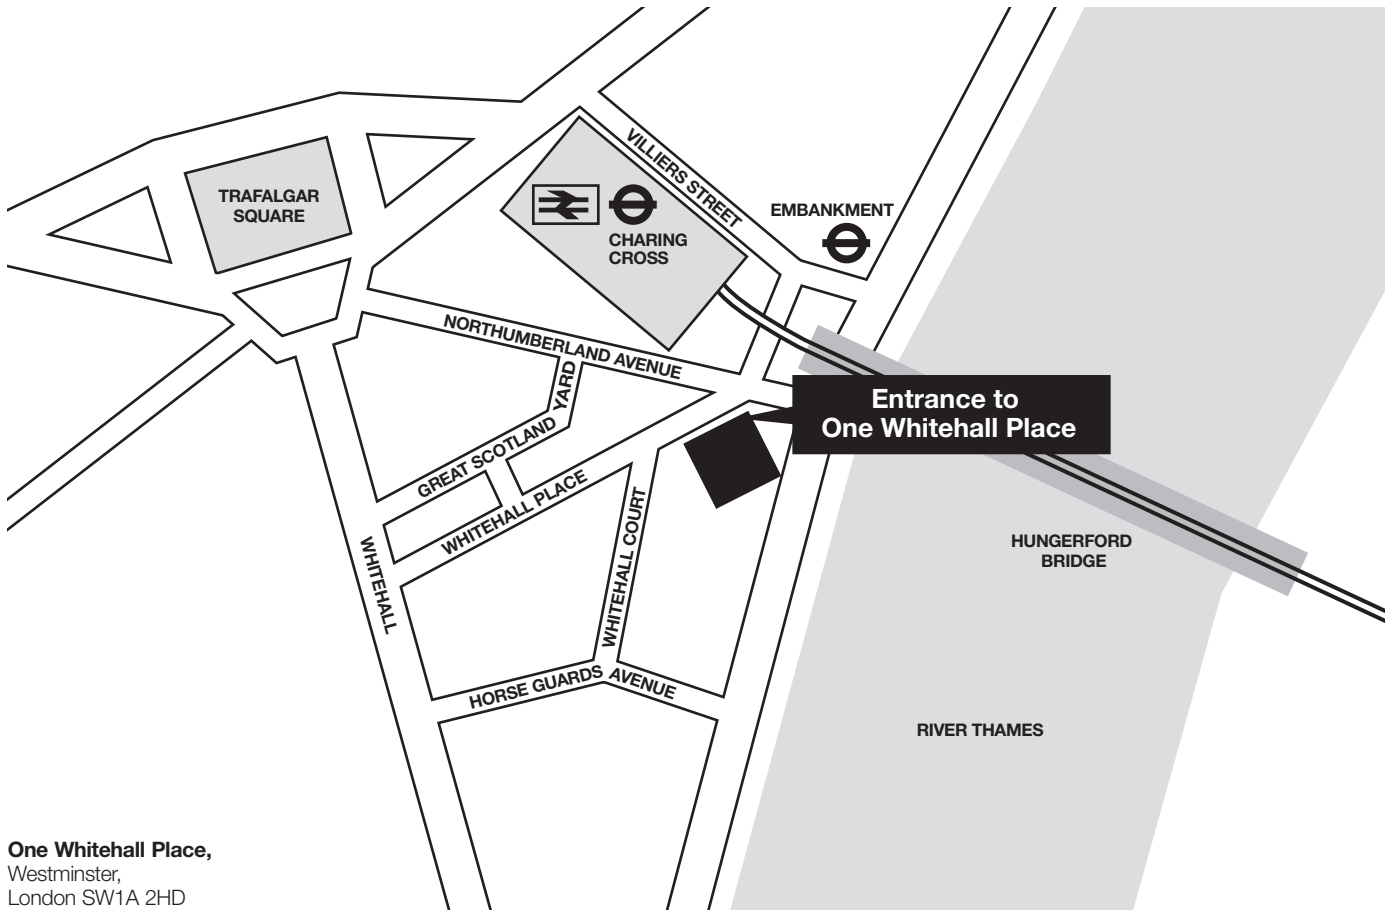 VILLIERS STREET
TRAFALGAR
SQUARE
EMBANKMENT
CHARING
CROSS
NORTHUMBERLAND AVENUE
Entrance to
One Whitehall Place
GREAT SCOTLAND YARD
WHITEHALL PLACE
WHITEHALL COURT
WHITEHALL
HUNGERFORD
BRIDGE
HORSE GUARDS AVENUE
RIVER THAMES
One Whitehall Place,
Westminster,
London SW1A 2HD